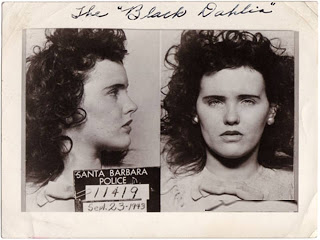 The "Black Dahlia"
SANTA BARBARA
POLICE
11419
Sept. 23-1943